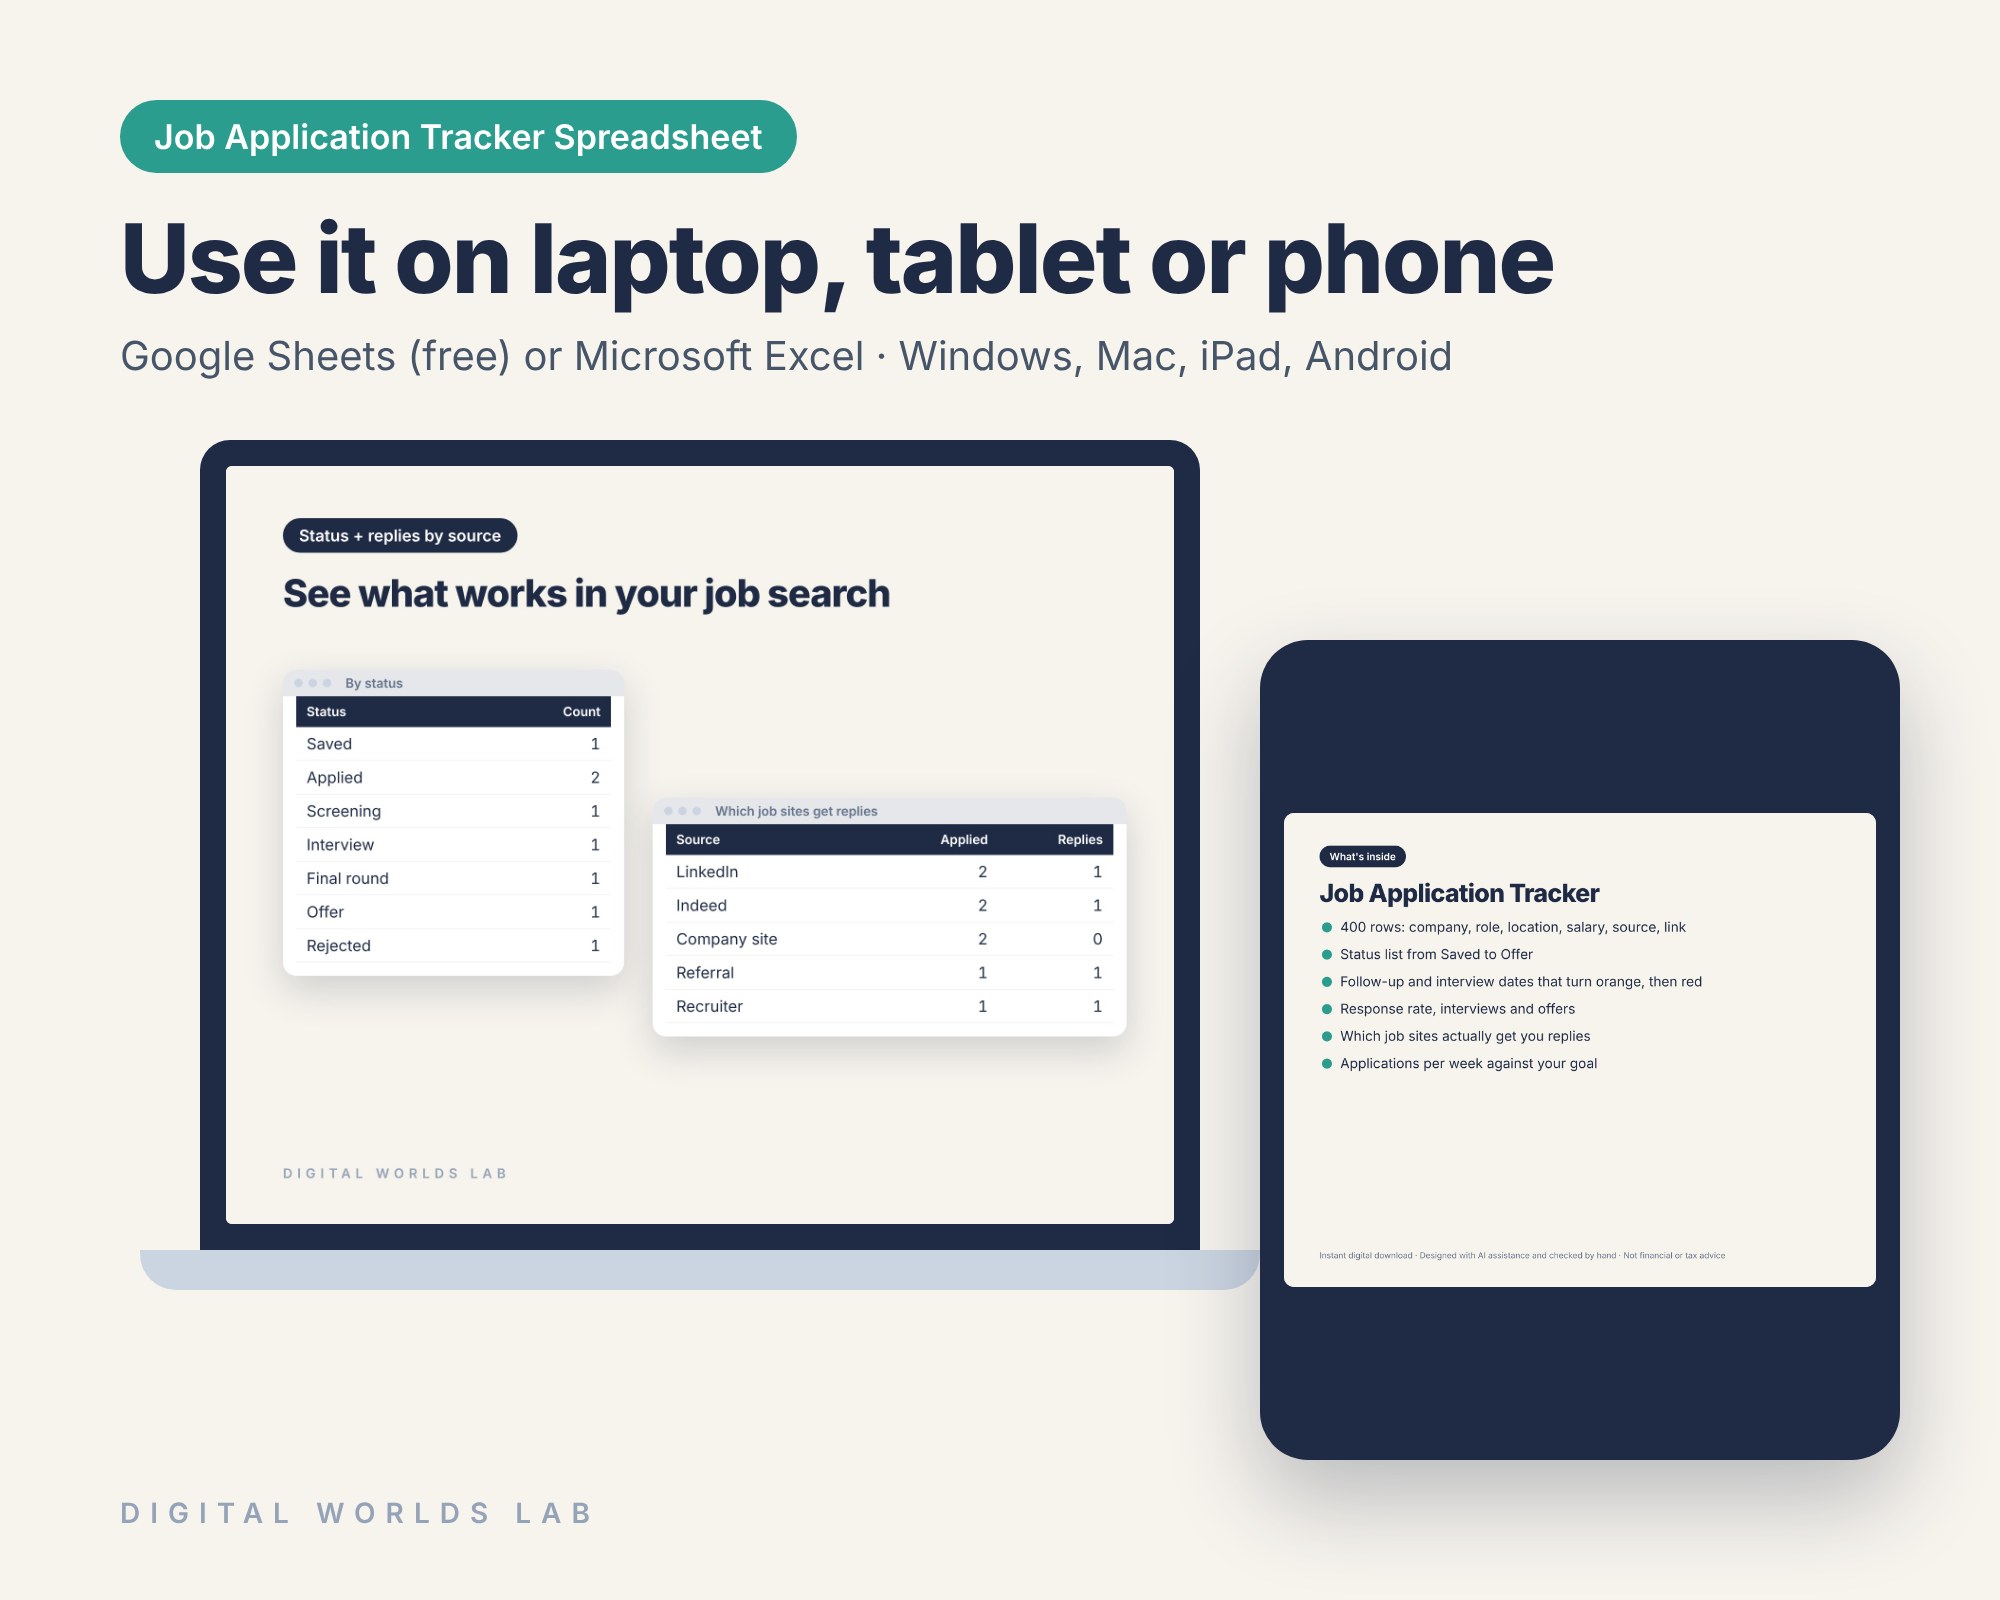 Job Application Tracker Spreadsheet
Use it on laptop, tablet or phone
Google Sheets (free) or Microsoft Excel · Windows, Mac, iPad, Android
Status + replies by source
See what works in your job search
By status
Status Count
Saved 1
Applied 2
Screening 1
Interview 1
Final round 1
Offer 1
Rejected 1
Which job sites get replies
Source Applied Replies
LinkedIn 2 1
Indeed 2 1
Company site 2 0
Referral 1 1
Recruiter 1 1
DIGITAL WORLDS LAB
What's inside
Job Application Tracker
400 rows: company, role, location, salary, source, link
Status list from Saved to Offer
Follow-up and interview dates that turn orange, then red
Response rate, interviews and offers
Which job sites actually get you replies
Applications per week against your goal
Instant digital download · Designed with AI assistance and checked by hand · Not financial or tax advice
DIGITAL WORLDS LAB